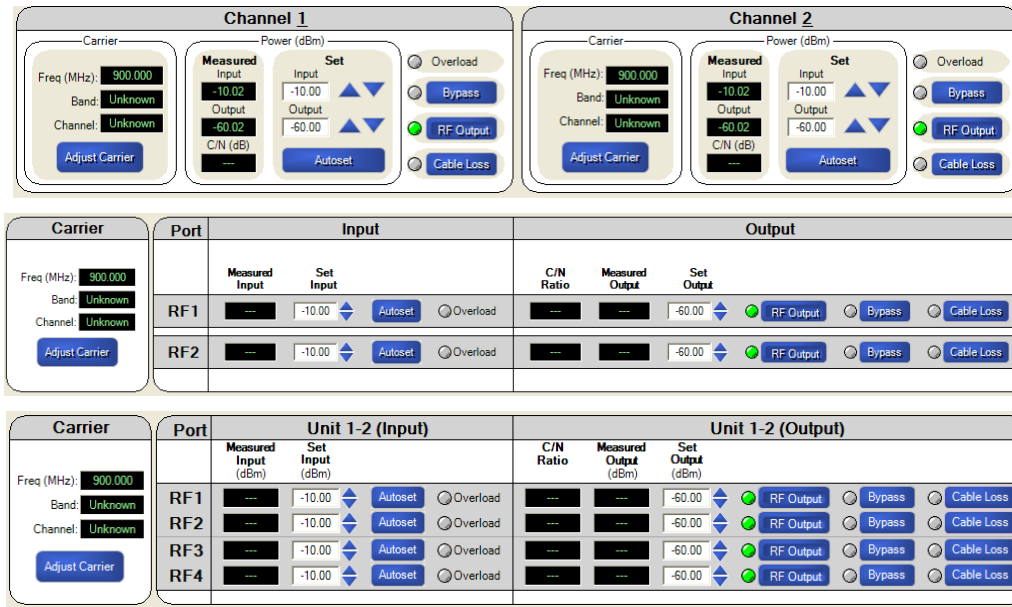 Channel 1
Carrier
Freq (MHz): 900.000
Band: Unknown
Channel: Unknown
Adjust Carrier
Power (dBm)
Measured
Input
-10.02
Output
-60.02
C/N (dB)
---
Set
Input
-10.00
Output
-60.00
Autoset
Overload
Bypass
RF Output
Cable Loss
Channel 2
Carrier
Freq (MHz): 900.000
Band: Unknown
Channel: Unknown
Adjust Carrier
Power (dBm)
Measured
Input
-10.02
Output
-60.02
C/N (dB)
---
Set
Input
-10.00
Output
-60.00
Autoset
Overload
Bypass
RF Output
Cable Loss
Carrier
Freq (MHz): 900.000
Band: Unknown
Channel: Unknown
Adjust Carrier
Port Input Output
Measured Input Set Input C/N Ratio Measured Output Set Output
RF1 --- -10.00 Autoset Overload --- --- -60.00 RF Output Bypass Cable Loss
RF2 --- -10.00 Autoset Overload --- --- -60.00 RF Output Bypass Cable Loss
Carrier
Freq (MHz): 900.000
Band: Unknown
Channel: Unknown
Adjust Carrier
Port Unit 1-2 (Input) Unit 1-2 (Output)
Measured Input (dBm) Set Input (dBm) C/N Ratio Measured Output (dBm) Set Output (dBm)
RF1 --- -10.00 Autoset Overload --- --- -60.00 RF Output Bypass Cable Loss
RF2 --- -10.00 Autoset Overload --- --- -60.00 RF Output Bypass Cable Loss
RF3 --- -10.00 Autoset Overload --- --- -60.00 RF Output Bypass Cable Loss
RF4 --- -10.00 Autoset Overload --- --- -60.00 RF Output Bypass Cable Loss